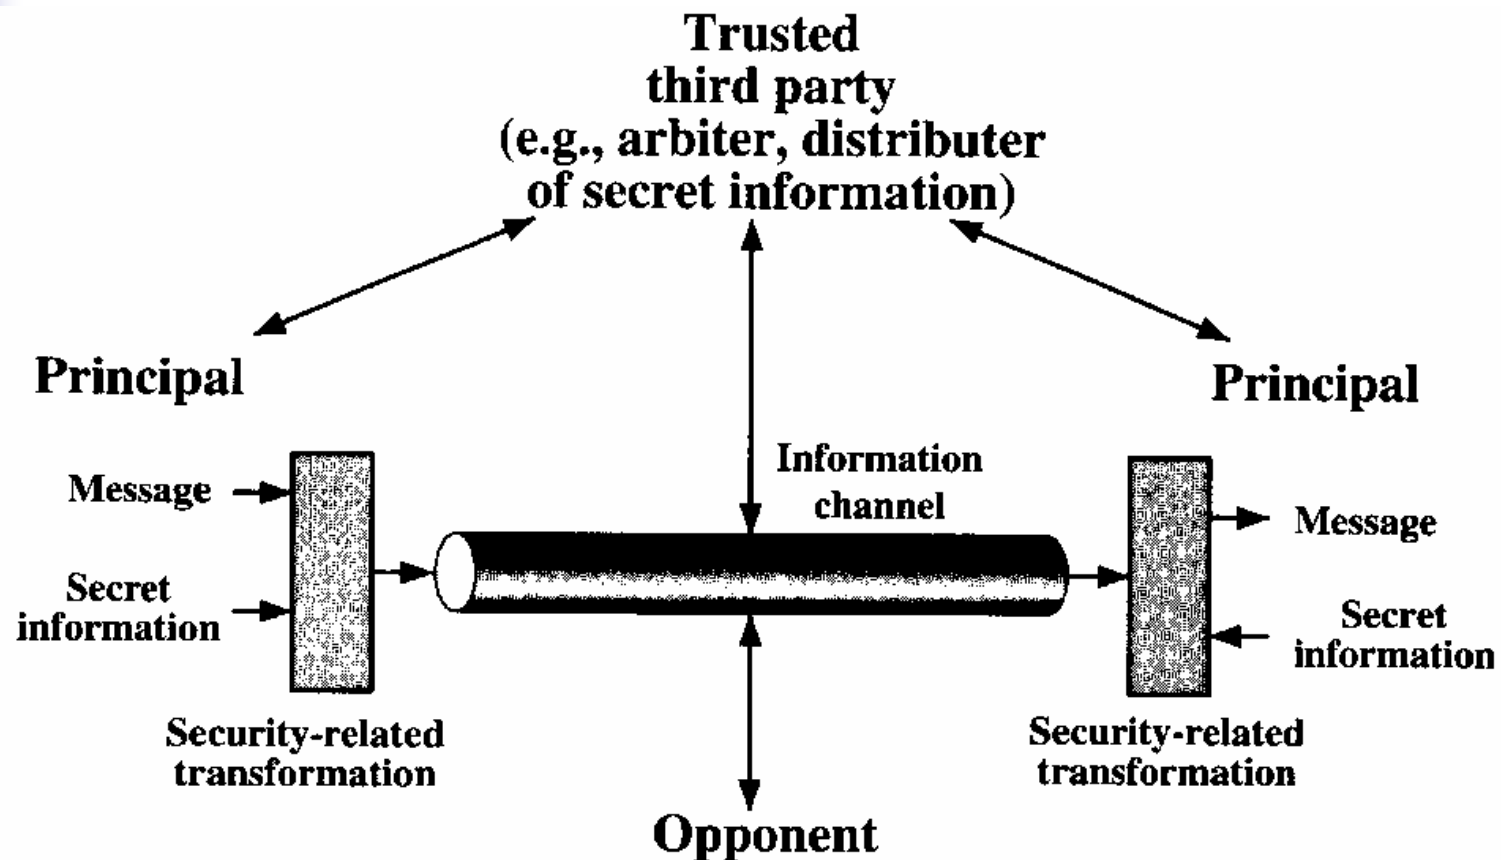 Trusted
third party
(e.g., arbiter, distributer
of secret information)
Principal
Principal
Information
channel
Message
Secret
information
Message
Secret
information
Security-related
transformation
Security-related
transformation
Opponent